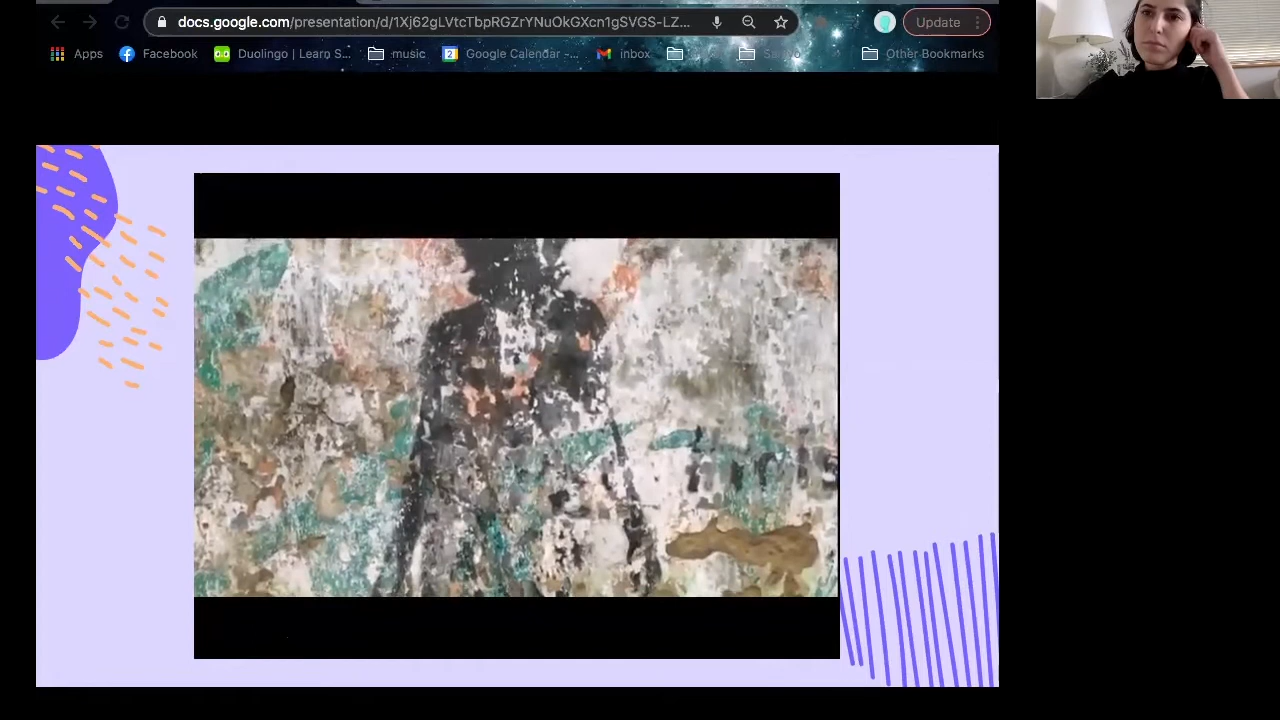 docs.google.com/presentation/d/1Xj62gLVtcTbpRGZrYNuOkGXcn1gSVGS-LZ...
Update
Apps Facebook Duolingo | Learn S... music Google Calendar -... inbox Other Bookmarks